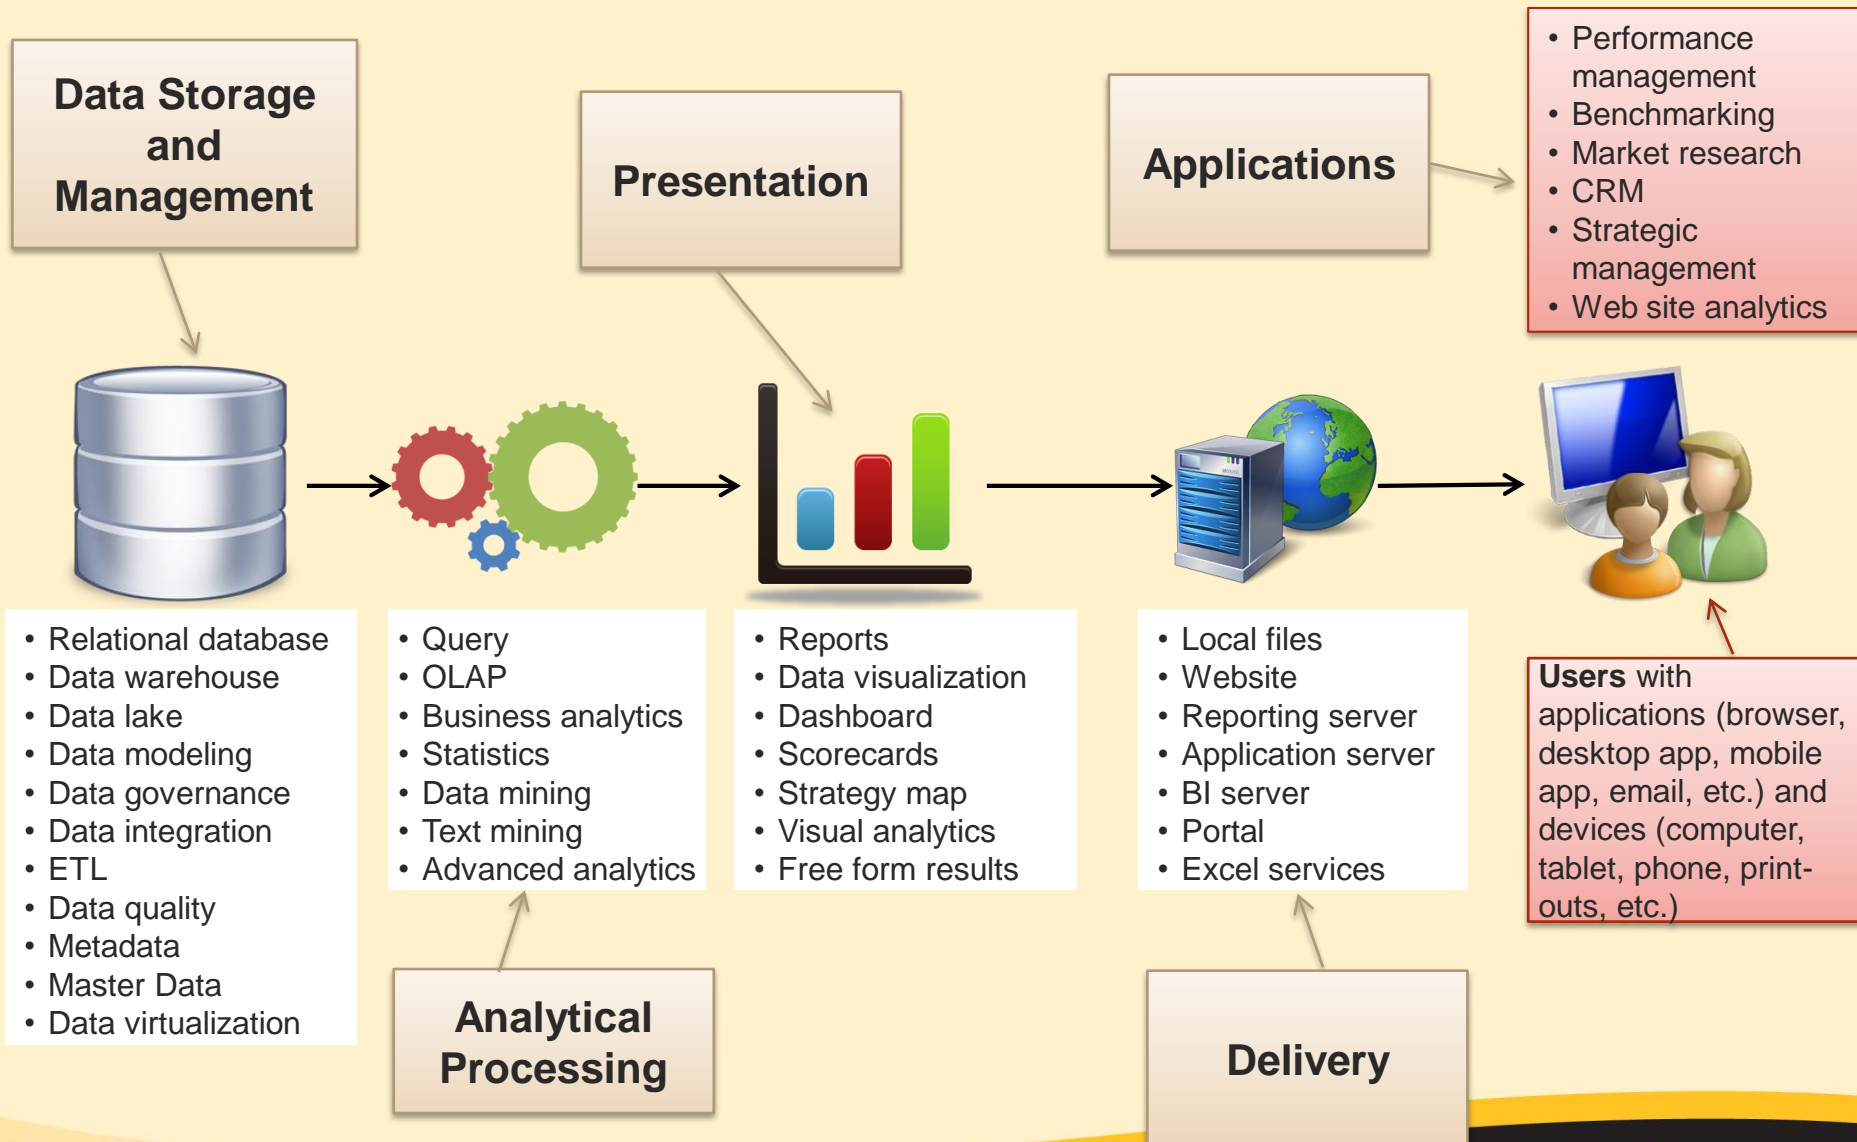 Data Storage
and
Management
Presentation
Applications
• Performance
management
• Benchmarking
• Market research
• CRM
• Strategic
management
• Web site analytics
• Relational database
• Data warehouse
• Data lake
• Data modeling
• Data governance
• Data integration
• ETL
• Data quality
• Metadata
• Master Data
• Data virtualization
• Query
• OLAP
• Business analytics
• Statistics
• Data mining
• Text mining
• Advanced analytics
• Reports
• Data visualization
• Dashboard
• Scorecards
• Strategy map
• Visual analytics
• Free form results
• Local files
• Website
• Reporting server
• Application server
• BI server
• Portal
• Excel services
Users with
applications (browser,
desktop app, mobile
app, email, etc.) and
devices (computer,
tablet, phone, print-
outs, etc.)
Analytical
Processing
Delivery